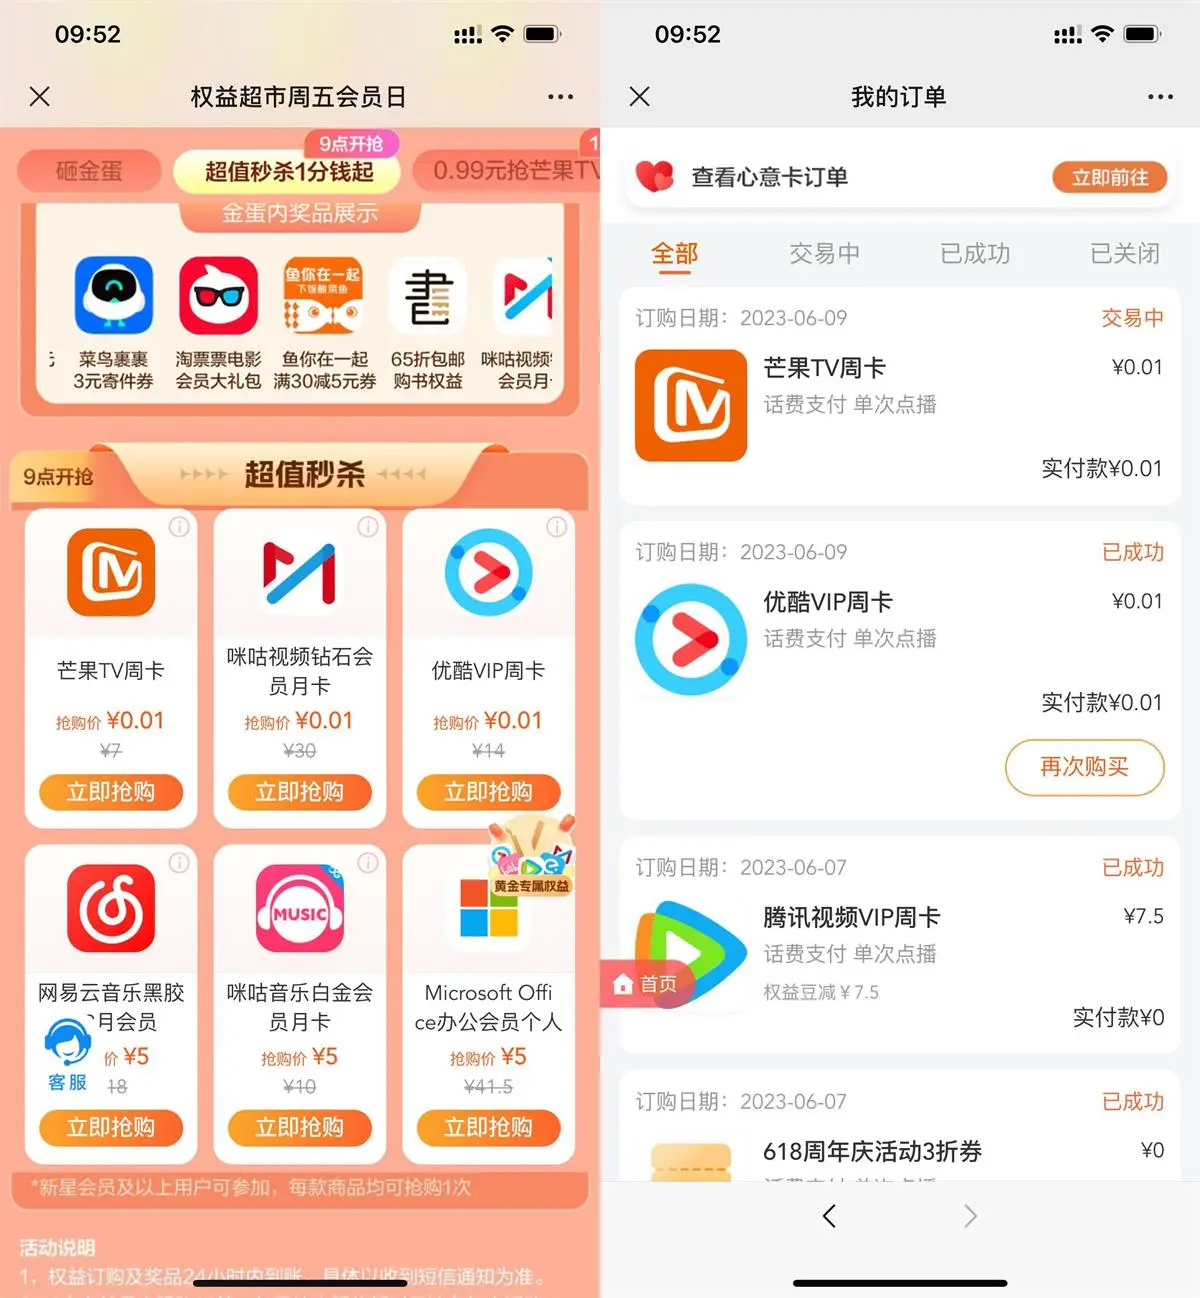 09:52
权益超市周五会员日
9点开抢
砸金蛋
超值秒杀1分钱起
0.99元抢芒果TV
金蛋内奖品展示
鱼你在一起
下饭酸菜鱼
菜鸟裹裹
3元寄件券
淘票票电影
会员大礼包
鱼你在一起
满30减5元券
65折包邮
购书权益
咪咕视频
会员月
9点开抢
超值秒杀
芒果TV周卡
抢购价 ¥0.01
¥7
立即抢购
咪咕视频钻石会
员月卡
抢购价 ¥0.01
¥30
立即抢购
优酷VIP周卡
抢购价 ¥0.01
¥14
立即抢购
黄金专属权益
网易云音乐黑胶
月会员
价 ¥5
18
客服
立即抢购
MUSIC
咪咕音乐白金会
员月卡
抢购价 ¥5
¥10
立即抢购
Microsoft Offi
ce办公会员个人
抢购价 ¥5
¥41.5
立即抢购
*新星会员及以上用户可参加，每款商品均可抢购1次
活动说明
1，权益订购及奖品24小时内到账，具体以收到短信通知为准。
09:52
我的订单
查看心意卡订单
立即前往
全部
交易中
已成功
已关闭
订购日期：2023-06-09
交易中
芒果TV周卡
¥0.01
话费支付 单次点播
实付款¥0.01
订购日期：2023-06-09
已成功
优酷VIP周卡
¥0.01
话费支付 单次点播
实付款¥0.01
再次购买
订购日期：2023-06-07
已成功
腾讯视频VIP周卡
¥7.5
话费支付 单次点播
权益豆减¥7.5
首页
实付款¥0
订购日期：2023-06-07
已成功
618周年庆活动3折券
¥0